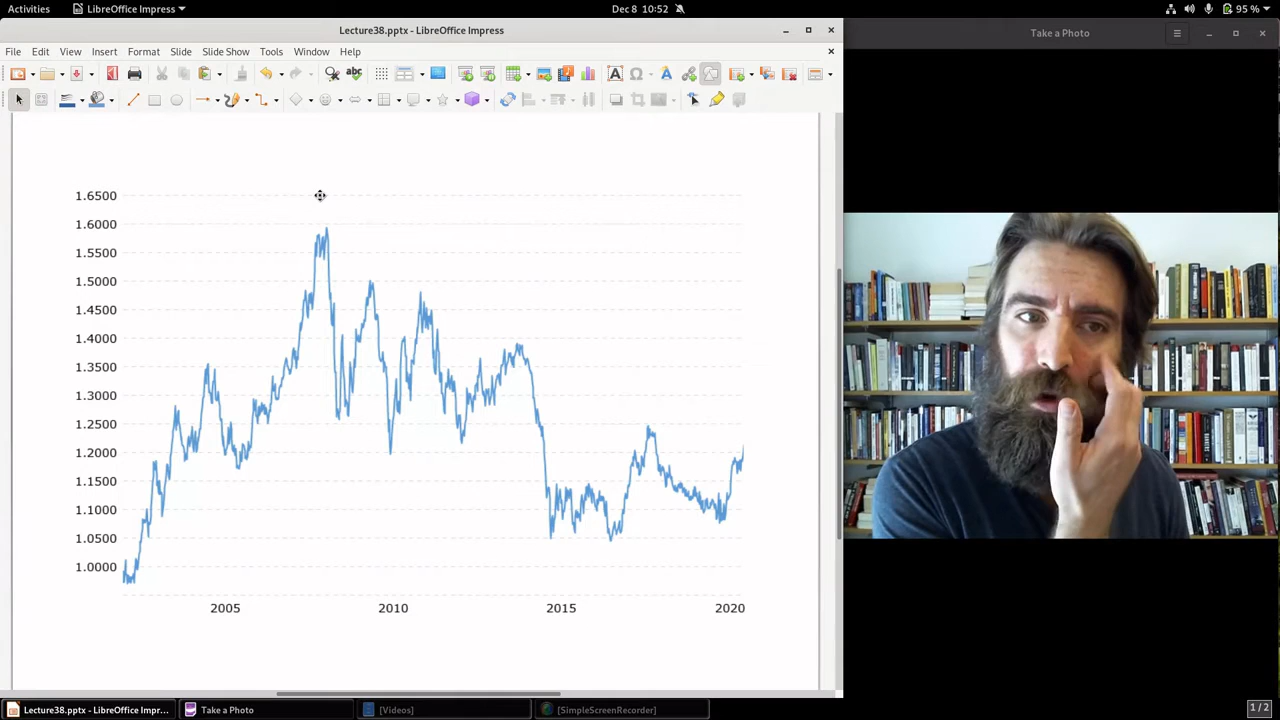 Activities LibreOffice Impress Dec 8 10:52 95 %
Lecture38.pptx - LibreOffice Impress
Take a Photo
File Edit View Insert Format Slide Slide Show Tools Window Help
1.6500
1.6000
1.5500
1.5000
1.4500
1.4000
1.3500
1.3000
1.2500
1.2000
1.1500
1.1000
1.0500
1.0000
2005 2010 2015 2020
Lecture38.pptx - LibreOffice Impr...
Take a Photo
[Videos]
[SimpleScreenRecorder]
1 / 2